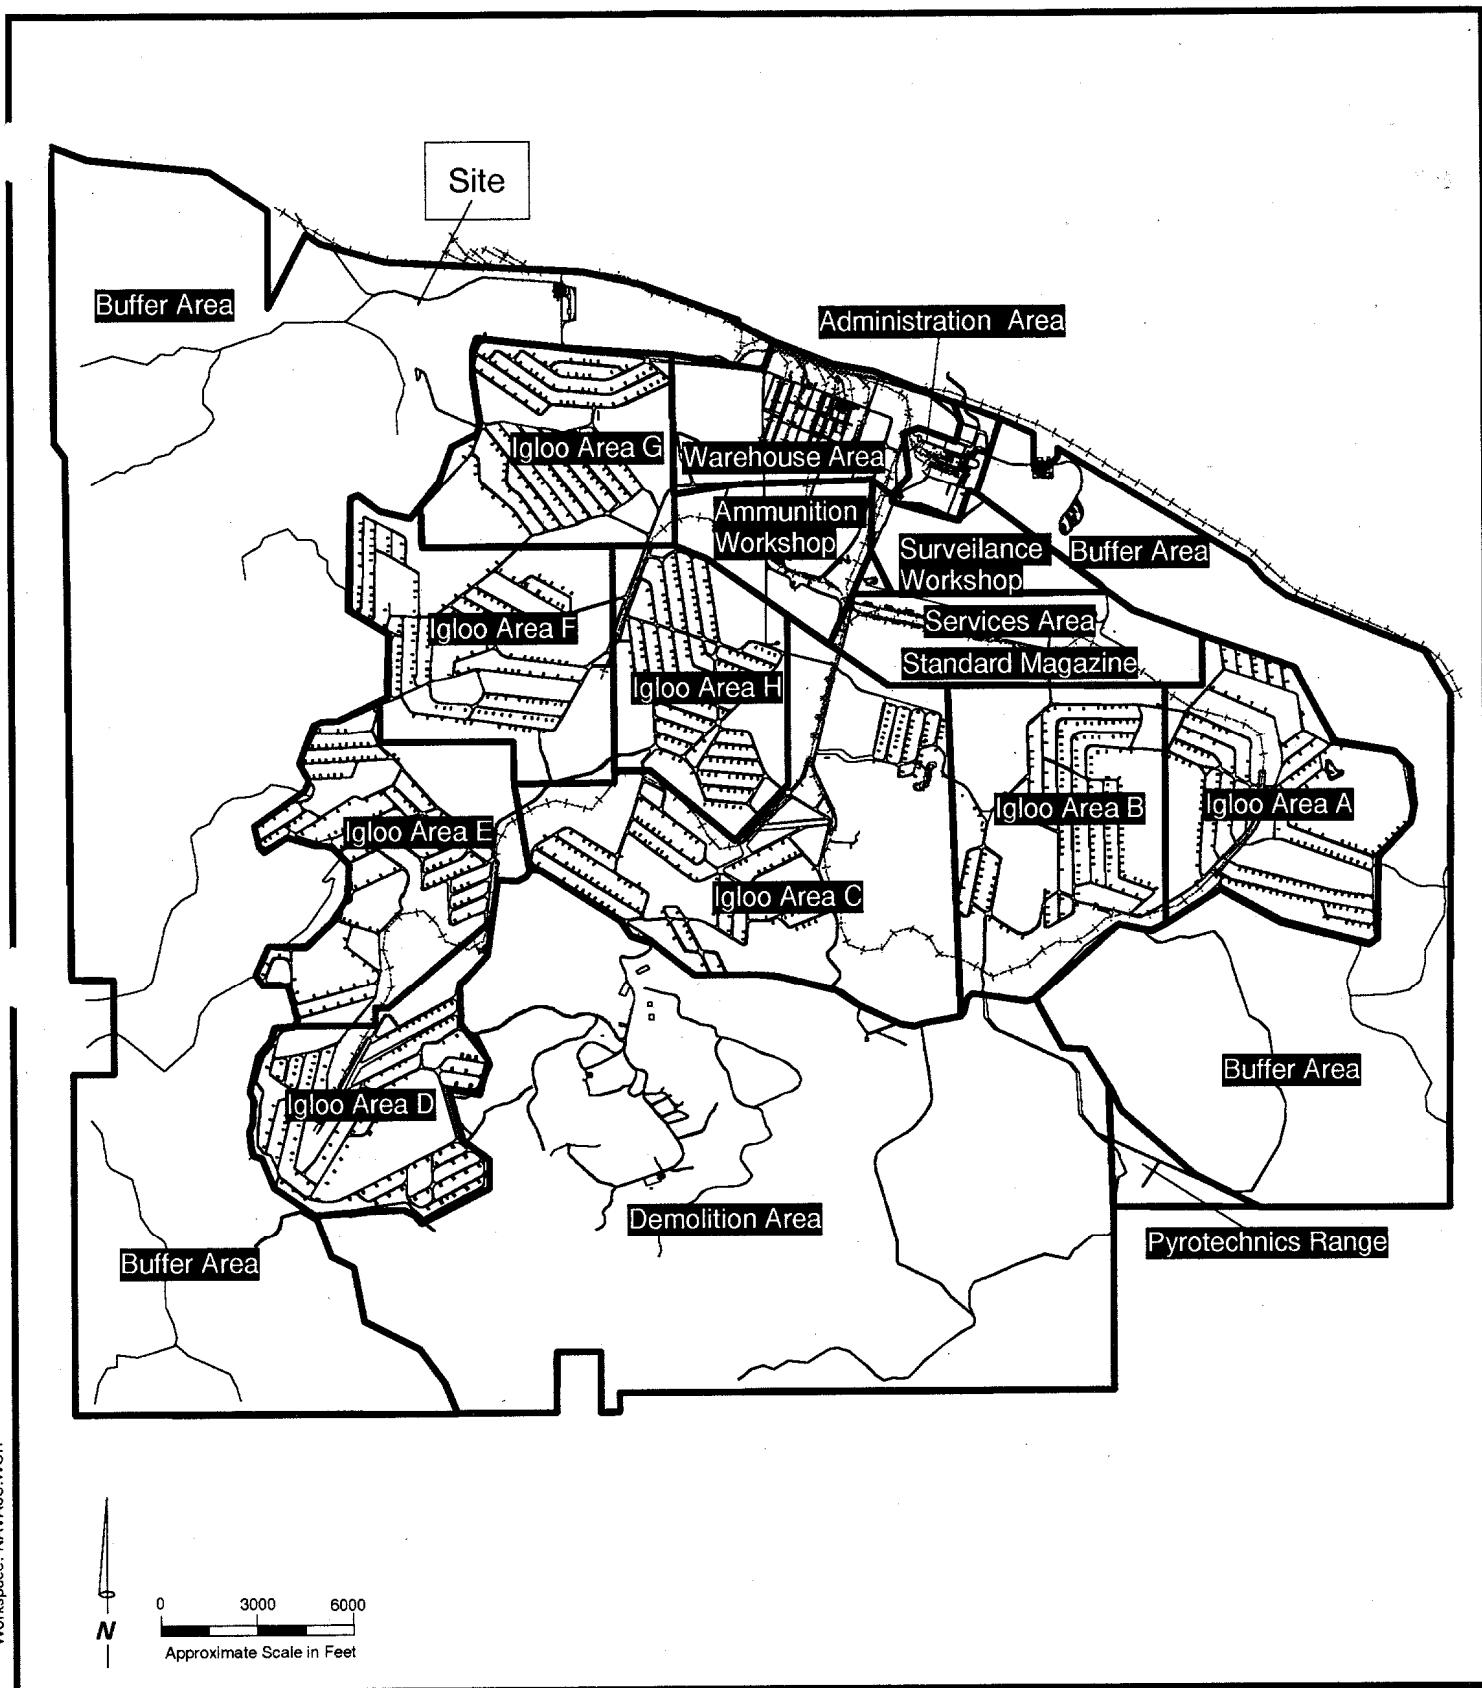 Site
Buffer Area
Administration Area
Igloo Area G
Warehouse Area
Ammunition
Workshop
Surveilance
Workshop
Buffer Area
Services Area
Igloo Area F
Standard Magazine
Igloo Area H
Igloo Area B
Igloo Area A
Igloo Area E
Igloo Area C
Buffer Area
Igloo Area D
Demolition Area
Pyrotechnics Range
Buffer Area
N
0 3000 6000
Approximate Scale in Feet